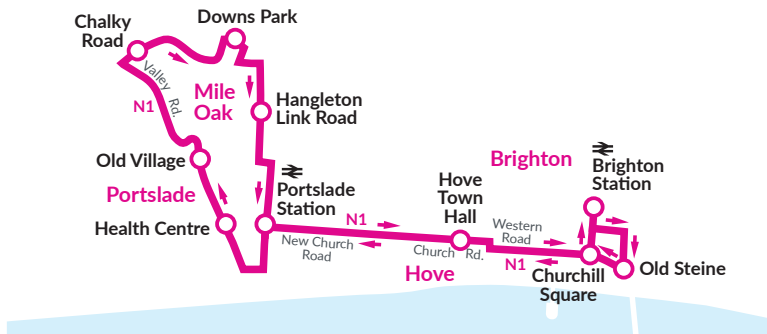 Downs Park
Chalky
Road
Valley Rd.
Mile
Oak
N1
Hangleton
Link Road
Old Village
Portslade
Health Centre
Portslade
Station
N1
New Church
Road
Hove
Town
Hall
Church Rd.
Hove
Western
Road
N1
Brighton
Brighton
Station
Churchill
Square
Old Steine